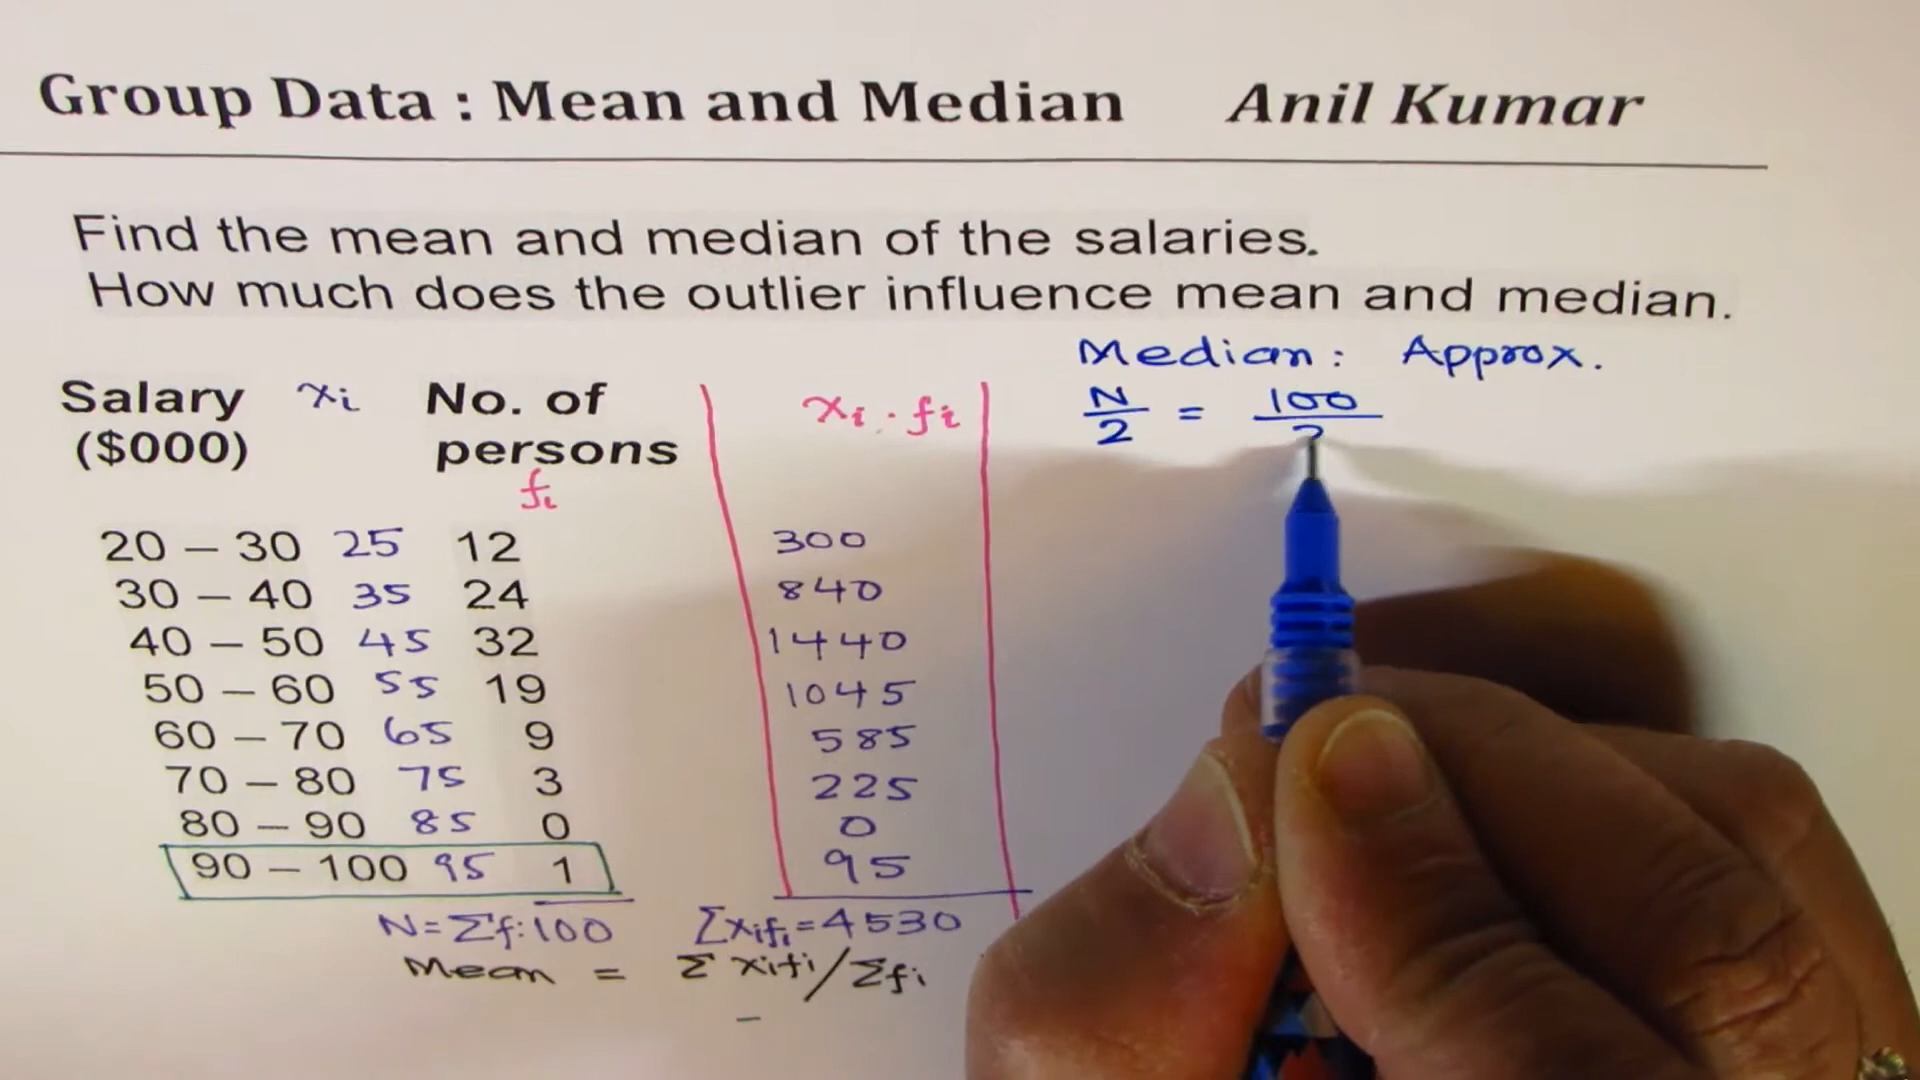 Group Data : Mean and Median Anil Kumar
Find the mean and median of the salaries.
How much does the outlier influence mean and median.
Median : Approx.
N/2 = 100/2
Salary xi No. of xi . fi
($000) persons
fi
20 – 30 25 12 300
30 – 40 35 24 840
40 – 50 45 32 1440
50 – 60 55 19 1045
60 – 70 65 9 585
70 – 80 75 3 225
80 – 90 85 0 0
90 – 100 95 1 95
N = Σfi 100 Σxifi = 4530
Mean = Σ xifi / Σfi